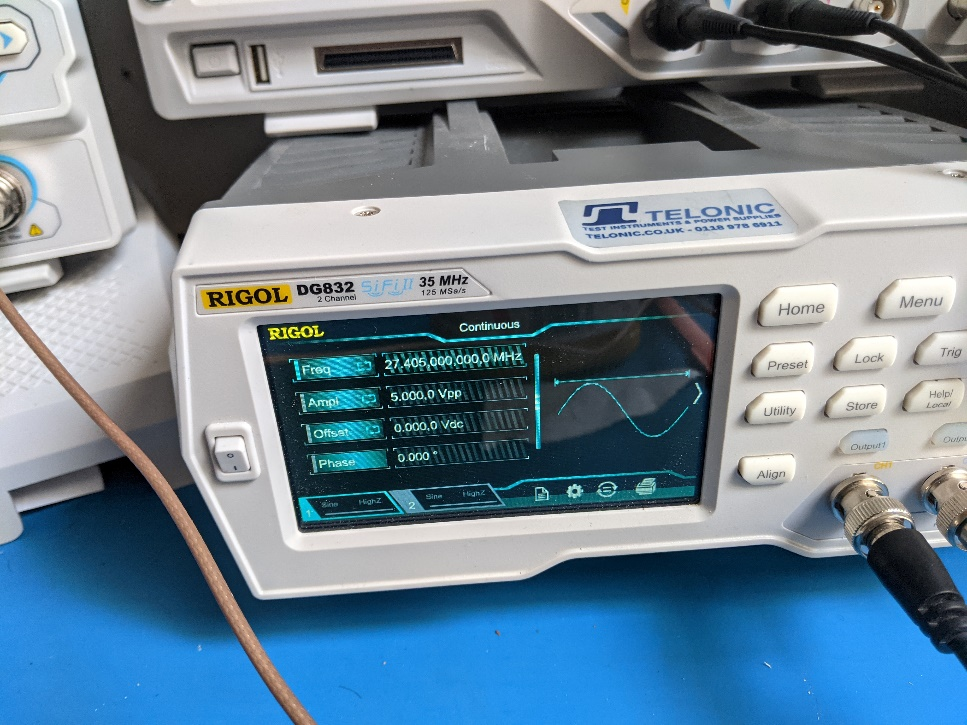 TELONIC
TEST INSTRUMENTS & POWER SUPPLIES
TELONIC.CO.UK - 0118 978 6911
RIGOL DG832 SiFi II 35 MHz
2 Channel 125 MSa/s
RIGOL Continuous
Freq 27.405,000,000,0 MHz
Ampl 5.000,0 Vpp
Offset 0.000,0 Vdc
Phase 0.000 °
1 Sine HighZ 2 Sine HighZ
Home Menu
Preset Lock Trig
Utility Store Help/
Local
Align Output1
CH1